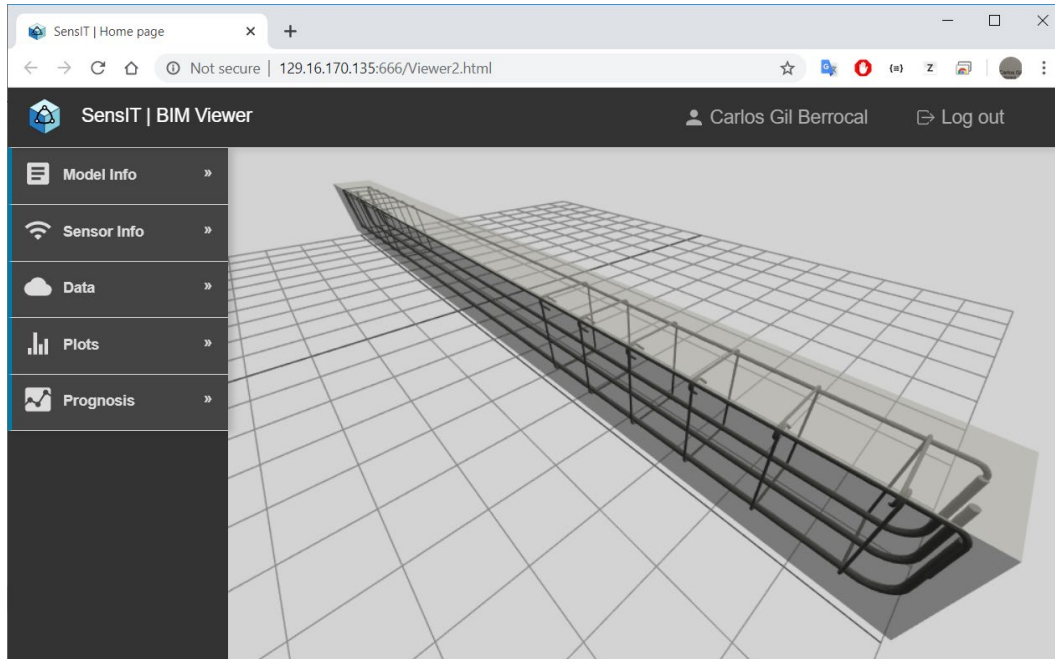 SensIT | Home page
Not secure | 129.16.170.135:666/Viewer2.html
SensIT | BIM Viewer
Carlos Gil Berrocal
Log out
Model Info »
Sensor Info »
Data »
Plots »
Prognosis »